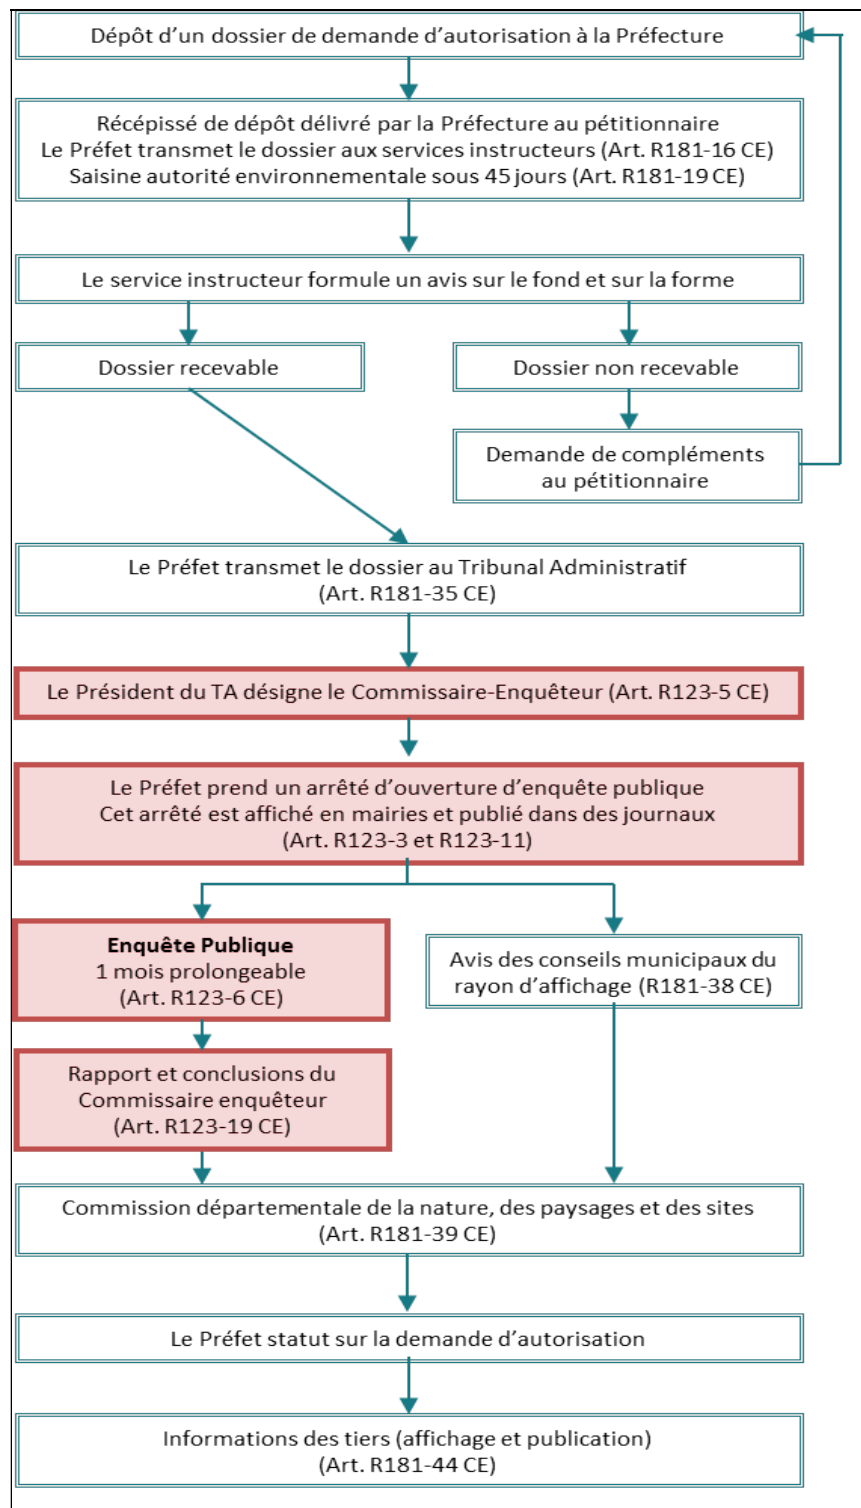 Dépôt d’un dossier de demande d’autorisation à la Préfecture
Récépissé de dépôt délivré par la Préfecture au pétitionnaire
Le Préfet transmet le dossier aux services instructeurs (Art. R181-16 CE)
Saisine autorité environnementale sous 45 jours (Art. R181-19 CE)
Le service instructeur formule un avis sur le fond et sur la forme
Dossier recevable
Dossier non recevable
Demande de compléments
au pétitionnaire
Le Préfet transmet le dossier au Tribunal Administratif
(Art. R181-35 CE)
Le Président du TA désigne le Commissaire-Enquêteur (Art. R123-5 CE)
Le Préfet prend un arrêté d’ouverture d’enquête publique
Cet arrêté est affiché en mairies et publié dans des journaux
(Art. R123-3 et R123-11)
Enquête Publique
1 mois prolongeable
(Art. R123-6 CE)
Avis des conseils municipaux du
rayon d’affichage (R181-38 CE)
Rapport et conclusions du
Commissaire enquêteur
(Art. R123-19 CE)
Commission départementale de la nature, des paysages et des sites
(Art. R181-39 CE)
Le Préfet statut sur la demande d’autorisation
Informations des tiers (affichage et publication)
(Art. R181-44 CE)